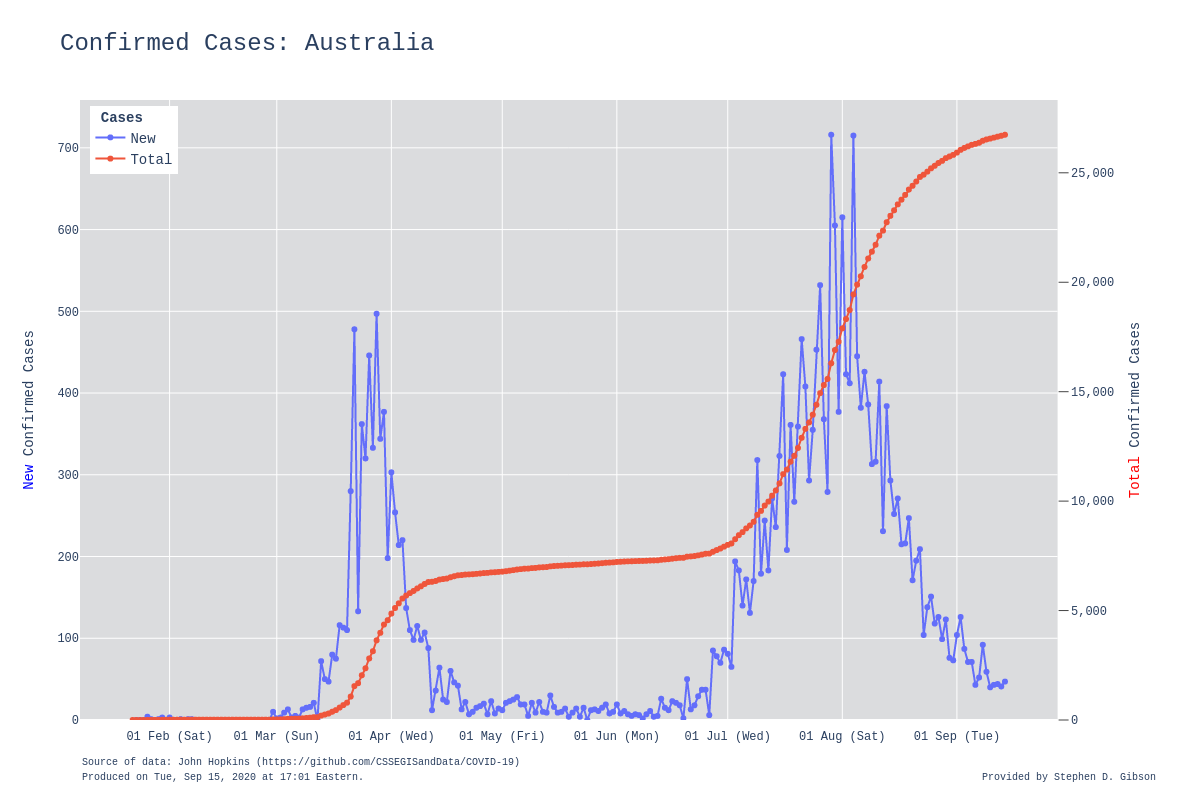 Confirmed Cases: Australia
Cases
New
Total
700
600
500
400
300
200
100
0
25,000
20,000
15,000
10,000
5,000
0
New Confirmed Cases
Total Confirmed Cases
01 Feb (Sat) 01 Mar (Sun) 01 Apr (Wed) 01 May (Fri) 01 Jun (Mon) 01 Jul (Wed) 01 Aug (Sat) 01 Sep (Tue)
Source of data: John Hopkins (https://github.com/CSSEGISandData/COVID-19)
Produced on Tue, Sep 15, 2020 at 17:01 Eastern.
Provided by Stephen D. Gibson